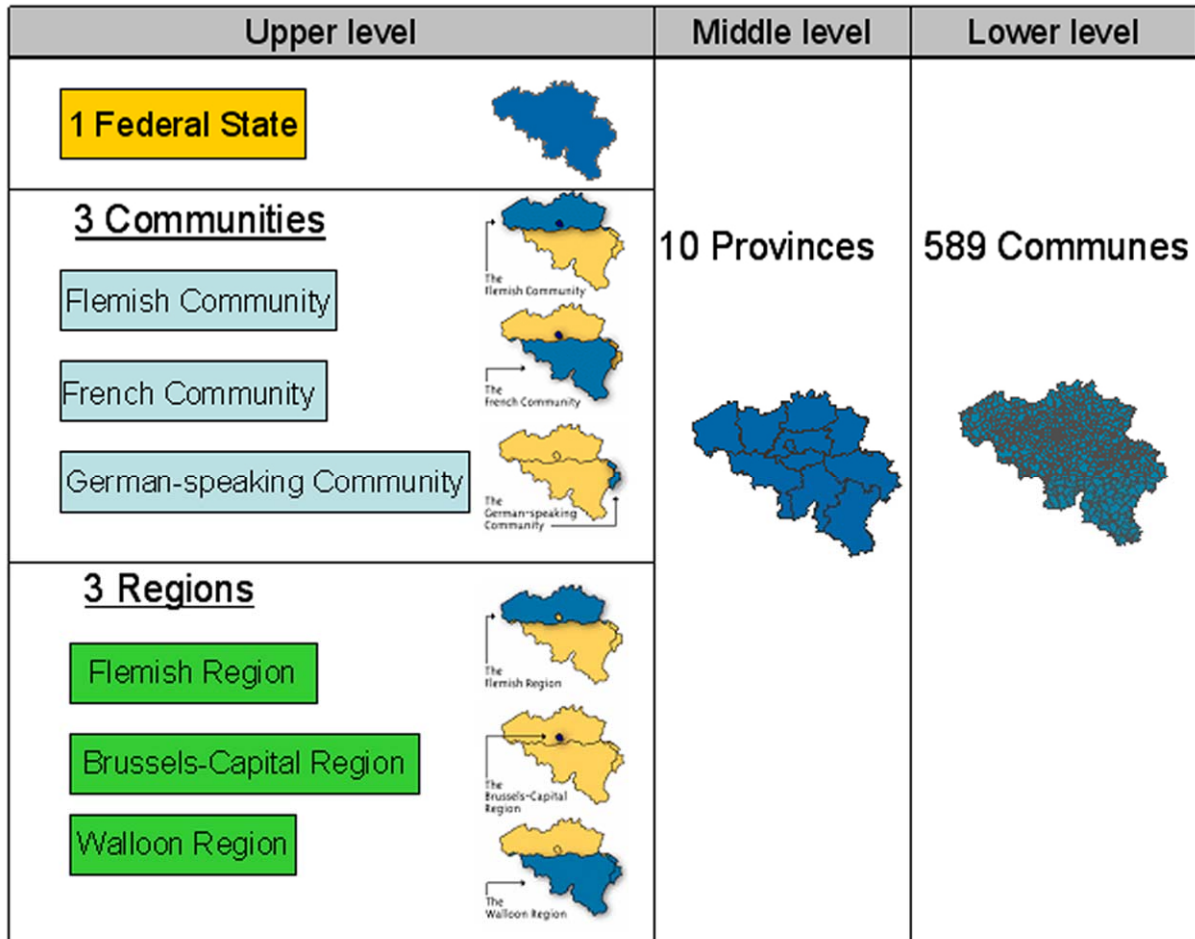 Upper level
Middle level
Lower level
1 Federal State
3 Communities
Flemish Community
French Community
German-speaking Community
The
Flemish Community
The
French Community
The
German-speaking
Community
3 Regions
Flemish Region
Brussels-Capital Region
Walloon Region
The
Flemish Region
The
Brussels-Capital
Region
The
Walloon Region
10 Provinces
589 Communes